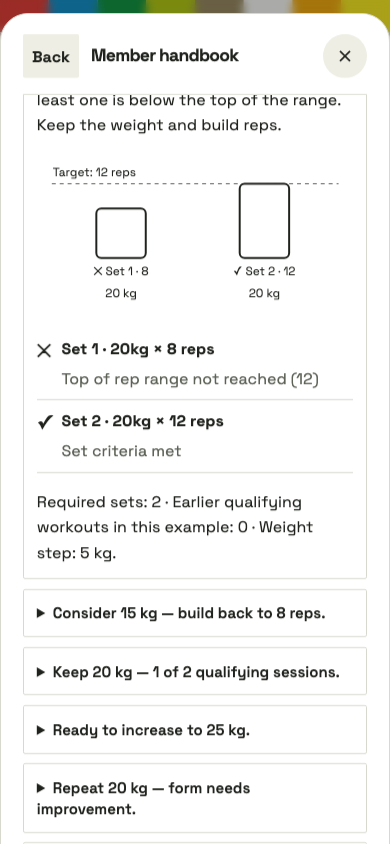 Back Member handbook ×
least one is below the top of the range.
Keep the weight and build reps.
Target: 12 reps
✕ Set 1 · 8 ✓ Set 2 · 12
20 kg 20 kg
✕ Set 1 · 20kg × 8 reps
Top of rep range not reached (12)
✓ Set 2 · 20kg × 12 reps
Set criteria met
Required sets: 2 · Earlier qualifying
workouts in this example: 0 · Weight
step: 5 kg.
▶ Consider 15 kg — build back to 8 reps.
▶ Keep 20 kg — 1 of 2 qualifying sessions.
▶ Ready to increase to 25 kg.
▶ Repeat 20 kg — form needs
improvement.